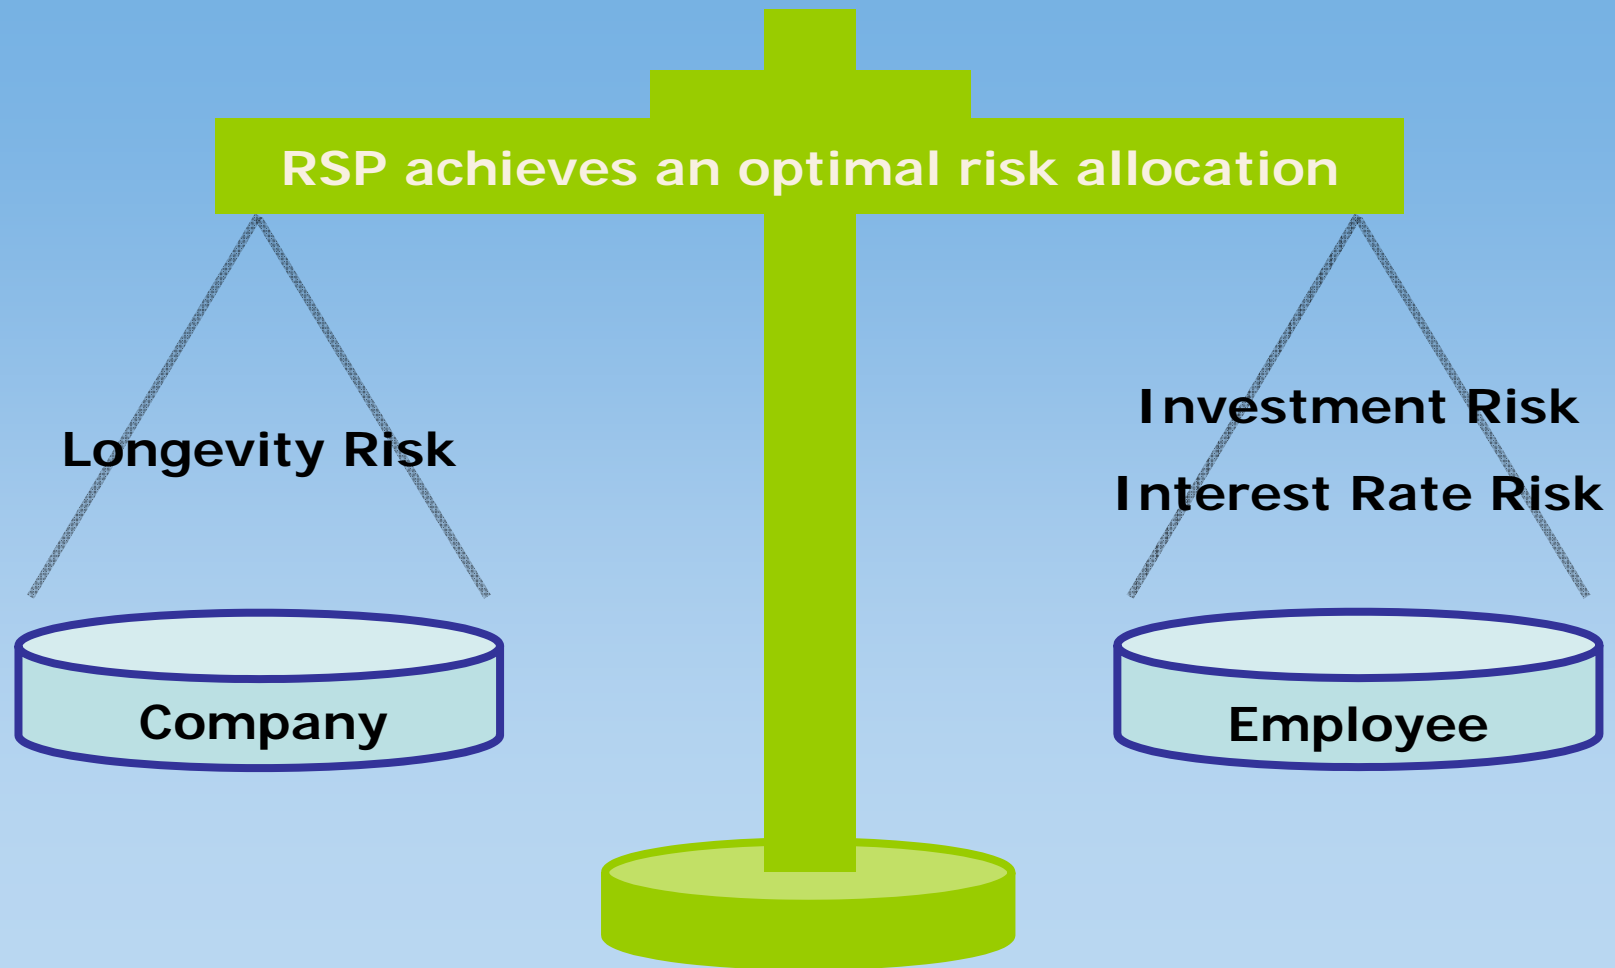 RSP achieves an optimal risk allocation
Longevity Risk
Investment Risk
Interest Rate Risk
Company
Employee